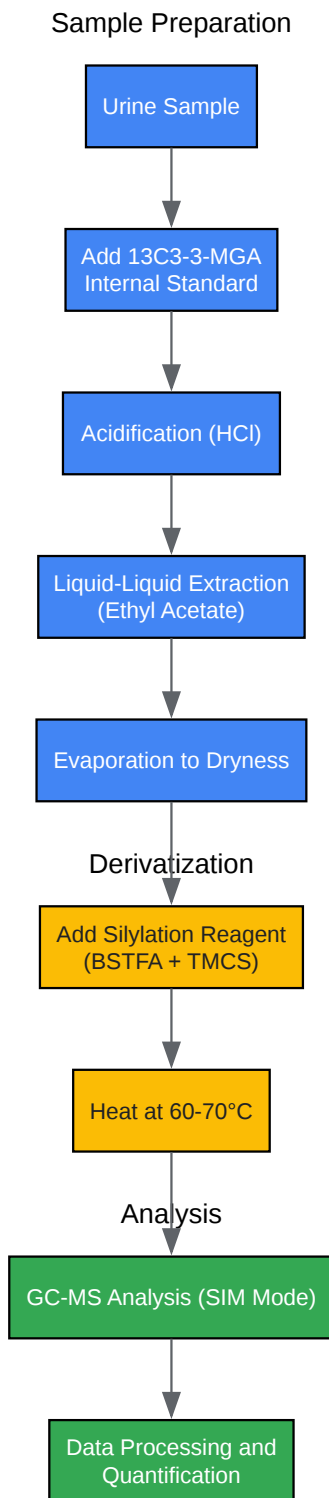 Sample Preparation
Urine Sample
Add 13C3-3-MGA
Internal Standard
Acidification (HCl)
Liquid-Liquid Extraction
(Ethyl Acetate)
Evaporation to Dryness
Derivatization
Add Silylation Reagent
(BSTFA + TMCS)
Heat at 60-70°C
Analysis
GC-MS Analysis (SIM Mode)
Data Processing and
Quantification